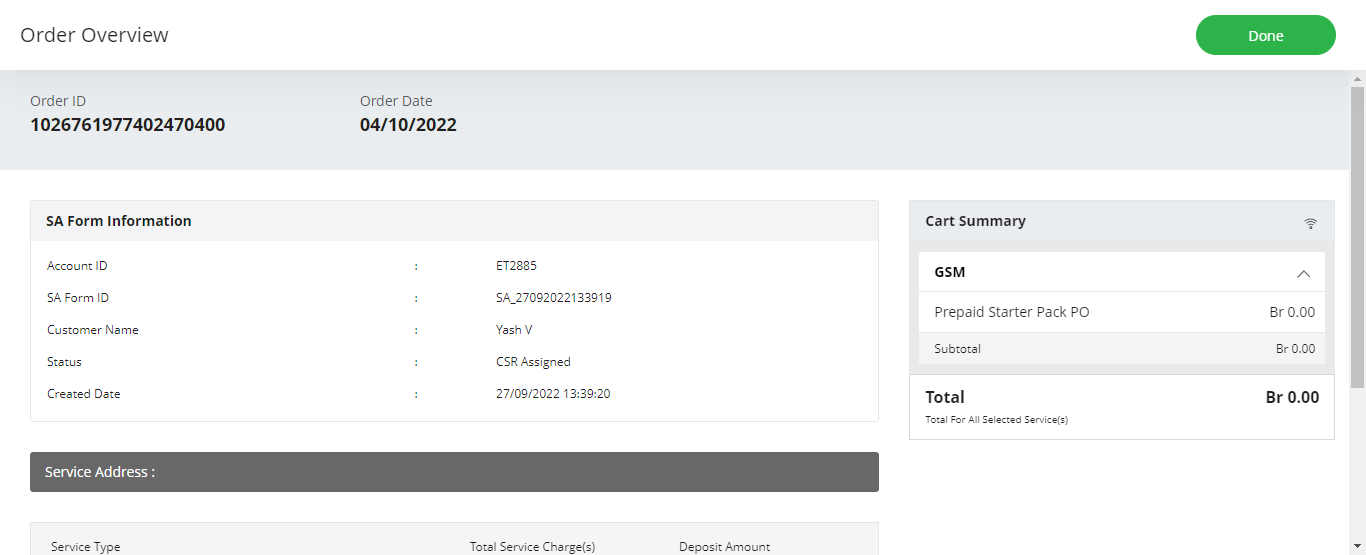 Order Overview
Done
Order ID
Order Date
1026761977402470400
04/10/2022
SA Form Information
Account ID : ET2885
SA Form ID : SA_27092022133919
Customer Name : Yash V
Status : CSR Assigned
Created Date : 27/09/2022 13:39:20
Cart Summary
GSM
Prepaid Starter Pack PO Br 0.00
Subtotal Br 0.00
Total Br 0.00
Total For All Selected Service(s)
Service Address :
Service Type Total Service Charge(s) Deposit Amount